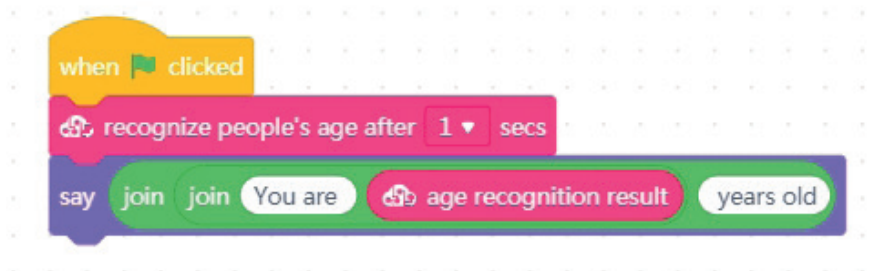 when clicked
recognize people's age after 1 secs
say join join You are age recognition result years old